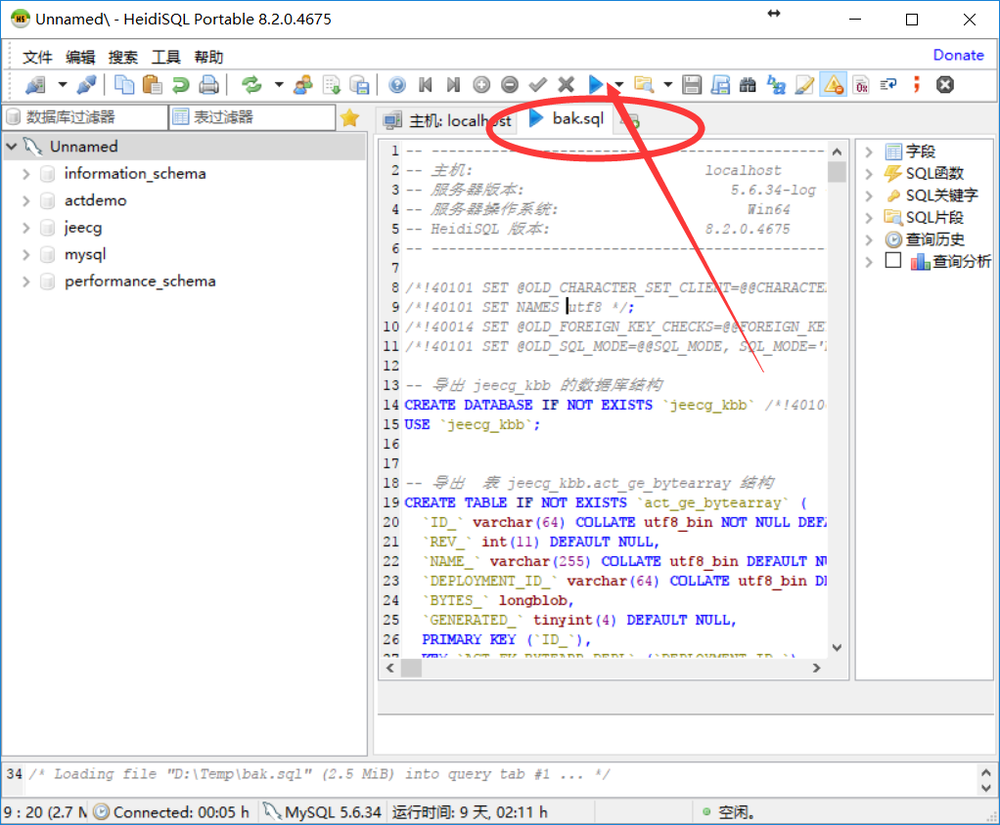 Unnamed\ - HeidiSQL Portable 8.2.0.4675
文件 编辑 搜索 工具 帮助
Donate
数据库过滤器
表过滤器
主机: localhost
bak.sql
Unnamed
information_schema
actdemo
jeecg
mysql
performance_schema
1 -- --------------------------------------------
2 -- 主机: localhost
3 -- 服务器版本: 5.6.34-log
4 -- 服务器操作系统: Win64
5 -- HeidiSQL 版本: 8.2.0.4675
6 -- --------------------------------------------
7
8 /*!40101 SET @OLD_CHARACTER_SET_CLIENT=@@CHARACTE
9 /*!40101 SET NAMES utf8 */;
10 /*!40014 SET @OLD_FOREIGN_KEY_CHECKS=@@FOREIGN_KE
11 /*!40101 SET @OLD_SQL_MODE=@@SQL_MODE, SQL_MODE='
12
13 -- 导出 jeecg_kbb 的数据库结构
14 CREATE DATABASE IF NOT EXISTS `jeecg_kbb` /*!4010
15 USE `jeecg_kbb`;
16
17
18 -- 导出  表 jeecg_kbb.act_ge_bytearray 结构
19 CREATE TABLE IF NOT EXISTS `act_ge_bytearray` (
20 `ID_` varchar(64) COLLATE utf8_bin NOT NULL DEF
21 `REV_` int(11) DEFAULT NULL,
22 `NAME_` varchar(255) COLLATE utf8_bin DEFAULT N
23 `DEPLOYMENT_ID_` varchar(64) COLLATE utf8_bin D
24 `BYTES_` longblob,
25 `GENERATED_` tinyint(4) DEFAULT NULL,
26 PRIMARY KEY (`ID_`),
字段
SQL函数
SQL关键字
SQL片段
查询历史
查询分析
34 /* Loading file "D:\Temp\bak.sql" (2.5 MiB) into query tab #1 ... */
9 : 20 (2.7 M
Connected: 00:05 h
MySQL 5.6.34
运行时间: 9 天, 02:11 h
空闲。